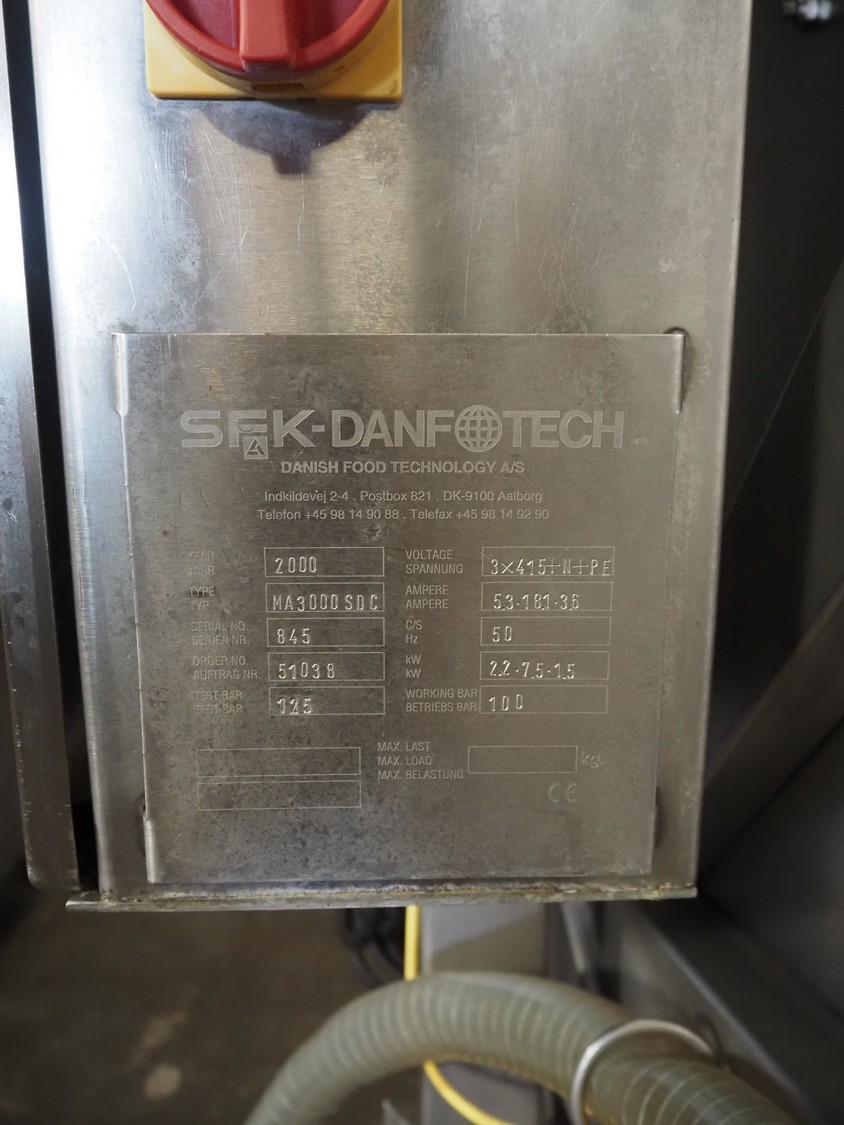 SFK-DANFOTECH
DANISH FOOD TECHNOLOGY A/S
Indkildevej 2-4 . Postbox 821 . DK-9100 Aalborg
Telefon +45 98 14 90 88 . Telefax +45 98 14 92 90
YEAR
JAHR
2000
VOLTAGE
SPANNUNG
3×415+N+PE
TYPE
TYP
MA3000SDC
AMPERE
AMPERE
5,3-18,1-3,6
SERIAL NO.
SERIEN NR.
845
C/S
Hz
50
ORDER NO.
AUFTRAG NR.
51038
kW
kW
2.2-7.5-1.5
TEST BAR
TEST BAR
125
WORKING BAR
BETRIEBS BAR
100
MAX. LAST
MAX. LOAD
MAX. BELASTUNG
kg.
CE